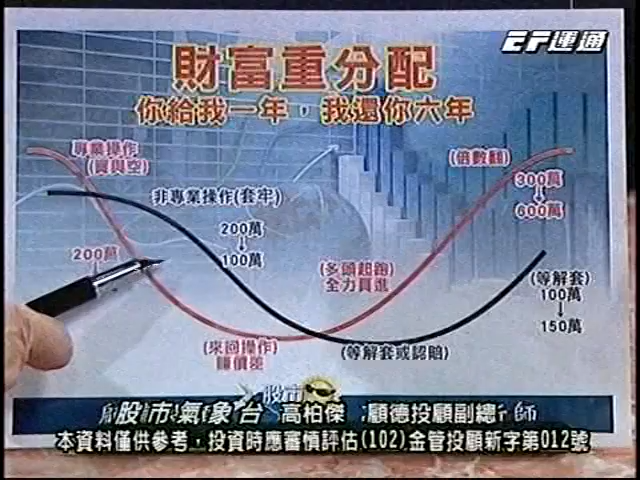 EF運通
財富重分配
你給我一年,我還你六年
專業操作
(買與空)
(倍數翻)
300萬
↓
600萬
非專業操作(套牢)
200萬
↓
100萬
200萬
(多頭起跑)
全力買進
(等解套)
100萬
↓
150萬
(來回操作)
賺價差
(等解套或認賠)
股市
股市氣象台 高柏傑 顧德投顧副總
本資料僅供參考,投資時應審慎評估(102)金管投顧新字第012號